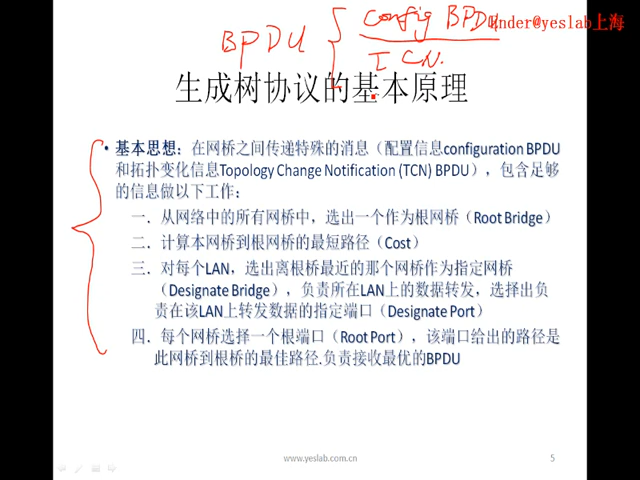 config BPDU
Under@yeslab上海
BPDU
TCN.
生成树协议的基本原理
• 基本思想：在网桥之间传递特殊的消息（配置信息configuration BPDU
和拓扑变化信息Topology Change Notification (TCN) BPDU），包含足够
的信息做以下工作：
一．从网络中的所有网桥中，选出一个作为根网桥（Root Bridge）
二．计算本网桥到根网桥的最短路径（Cost）
三．对每个LAN，选出离根桥最近的那个网桥作为指定网桥
（Designate Bridge），负责所在LAN上的数据转发，选择出负
责在该LAN上转发数据的指定端口（Designate Port）
四．每个网桥选择一个根端口（Root Port），该端口给出的路径是
此网桥到根桥的最佳路径.负责接收最优的BPDU
www.yeslab.com.cn
5